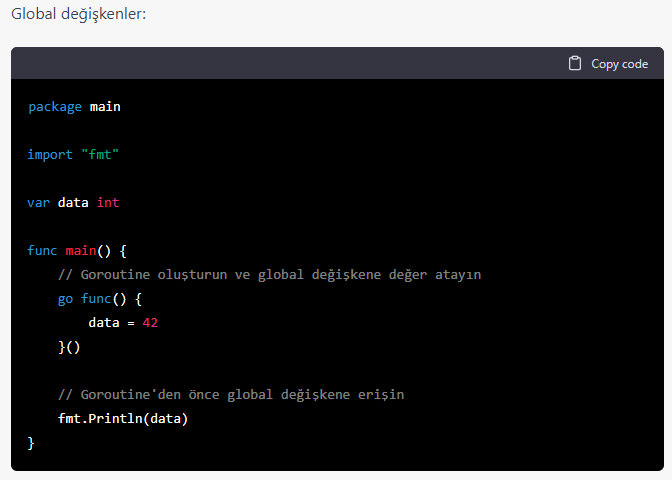 Global değişkenler:
Copy code
package main
import "fmt"
var data int
func main() {
    // Goroutine oluşturun ve global değişkene değer atayın
    go func() {
        data = 42
    }()
    // Goroutine'den önce global değişkene erişin
    fmt.Println(data)
}